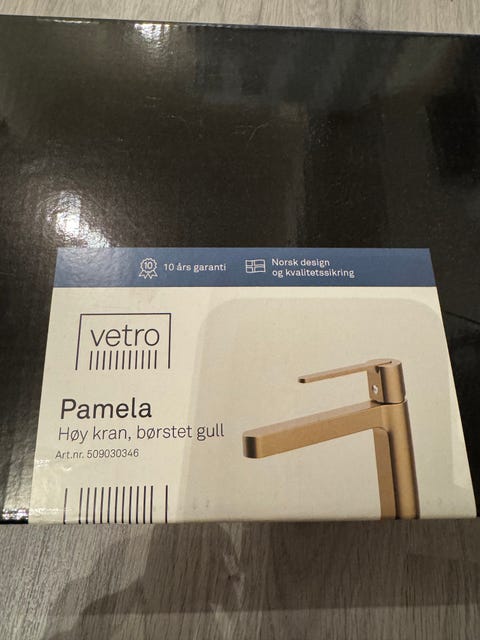 10
10 års garanti
Norsk design
og kvalitetssikring
vetro
Pamela
Høy kran, børstet gull
Art.nr. 509030346